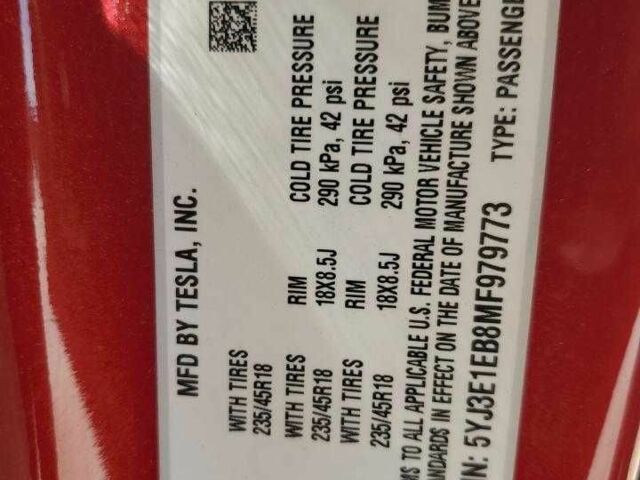 MFD BY TESLA, INC.
WITH TIRES RIM COLD TIRE PRESSURE
235/45R18 18X8.5J 290 kPa, 42 psi
WITH TIRES RIM COLD TIRE PRESSURE
235/45R18 18X8.5J 290 kPa, 42 psi
WITH TIRES
235/45R18
MS TO ALL APPLICABLE U.S. FEDERAL MOTOR VEHICLE SAFETY, BUM
ANDARDS IN EFFECT ON THE DATE OF MANUFACTURE SHOWN ABOVE
IN: 5YJ3E1EB8MF979773 TYPE: PASSENGE